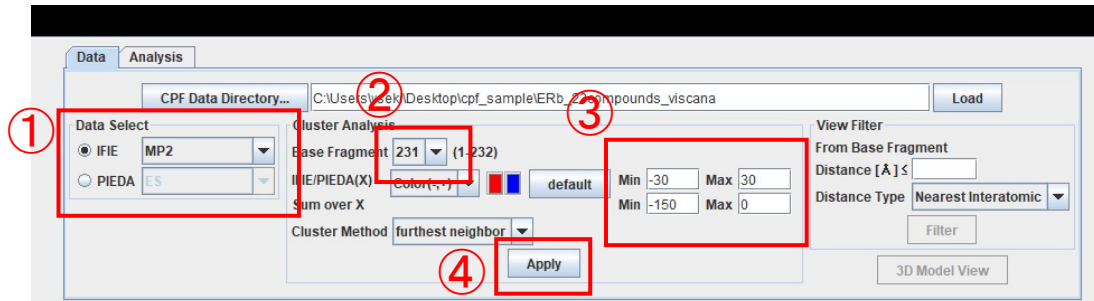 Data Analysis
CPF Data Directory... C:\Users\yseki\Desktop\cpf_sample\ERb_22compounds_viscana Load
① Data Select ② Cluster Analysis ③ View Filter
IFIE MP2 Base Fragment 231 (1-232) From Base Fragment
PIEDA ES IFIE/PIEDA(X) Color(-,+) default Min -30 Max 30 Distance [Å] ≤
Sum over X Min -150 Max 0 Distance Type Nearest Interatomic
Cluster Method furthest neighbor Filter
④ Apply 3D Model View